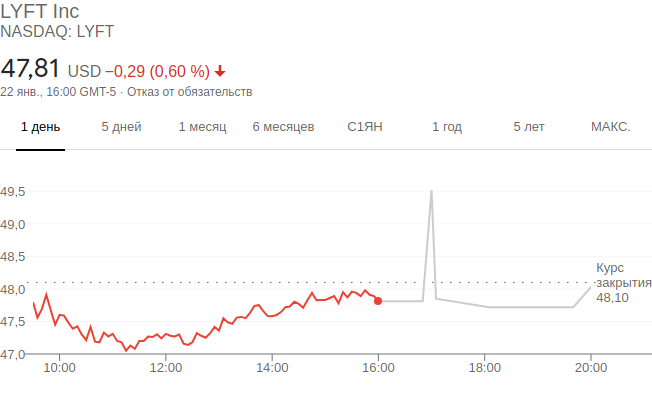 LYFT Inc
NASDAQ: LYFT
47,81 USD −0,29 (0,60 %)
22 янв., 16:00 GMT-5 · Отказ от обязательств
1 день 5 дней 1 месяц 6 месяцев С1ЯН 1 год 5 лет МАКС.
49,5
49,0
48,5
Курс
закрытия
48,10
48,0
47,5
47,0
10:00 12:00 14:00 16:00 18:00 20:00